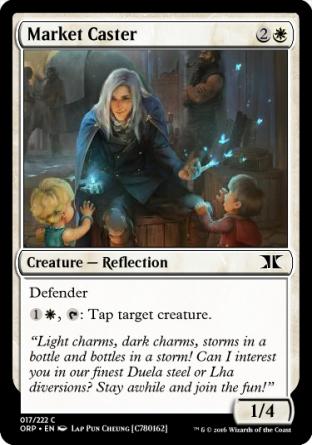 Market Caster 2
Creature — Reflection
Defender
1, : Tap target creature.
“Light charms, dark charms, storms in a
bottle and bottles in a storm! Can I interest
you in our finest Duela steel or Lha
diversions? Stay awhile and join the fun!”
1/4
017/222 C
ORP • EN Lap Pun Cheung [C780162]
™ & © 2016 Wizards of the Coast